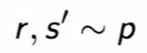 r, s′ ∼ p